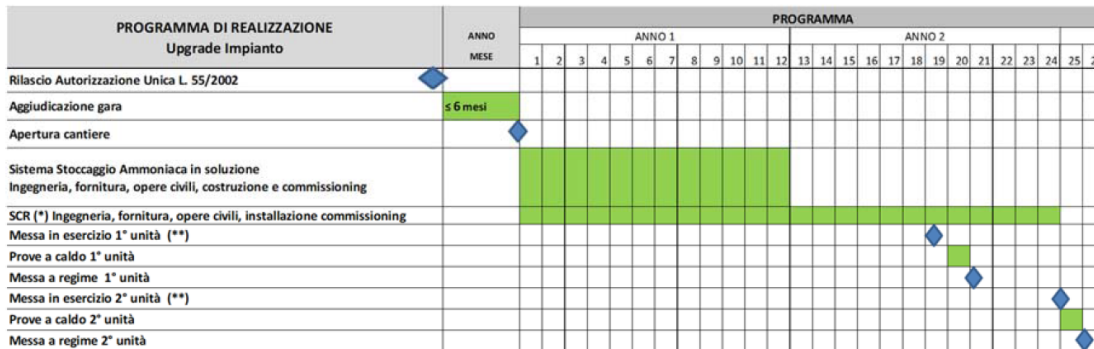 PROGRAMMA DI REALIZZAZIONE
Upgrade Impianto
ANNO
MESE
PROGRAMMA
ANNO 1
ANNO 2
1 2 3 4 5 6 7 8 9 10 11 12 13 14 15 16 17 18 19 20 21 22 23 24 25
Rilascio Autorizzazione Unica L. 55/2002
Aggiudicazione gara
≤ 6 mesi
Apertura cantiere
Sistema Stoccaggio Ammoniaca in soluzione
Ingegneria, fornitura, opere civili, costruzione e commissioning
SCR (*) Ingegneria, fornitura, opere civili, installazione commissioning
Messa in esercizio 1° unità (**)
Prove a caldo 1° unità
Messa a regime 1° unità
Messa in esercizio 2° unità (**)
Prove a caldo 2° unità
Messa a regime 2° unità